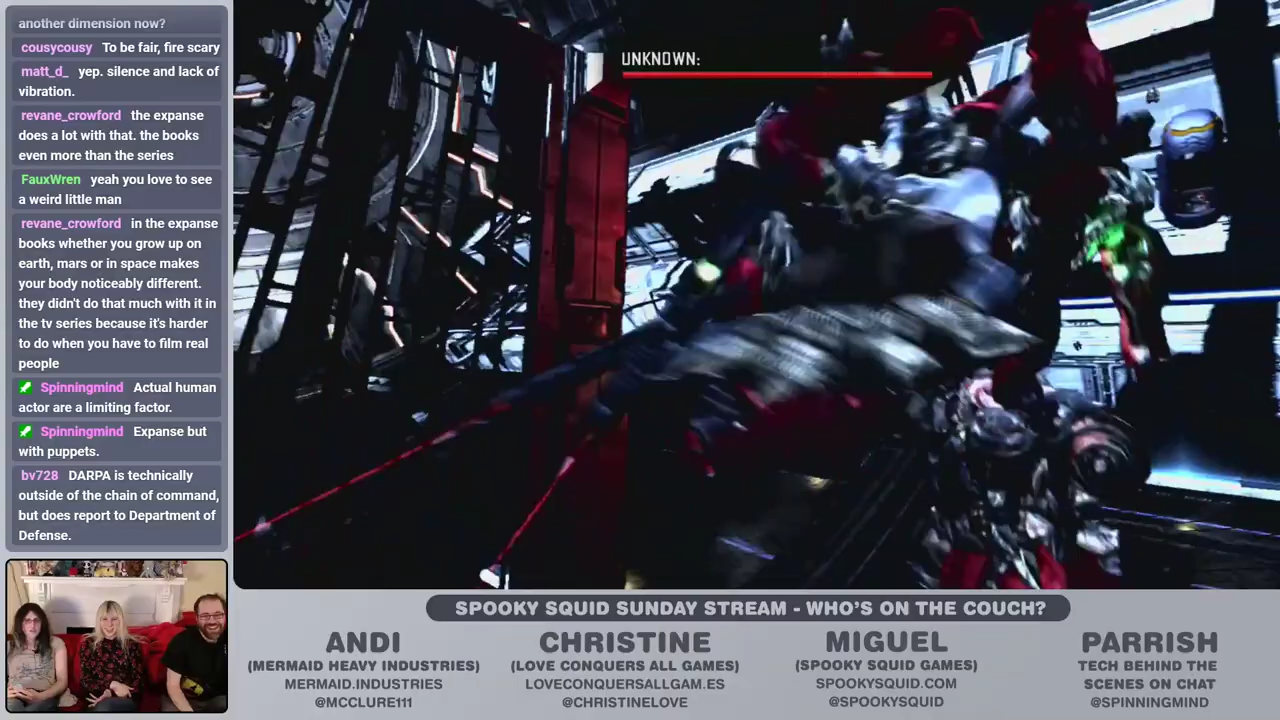 another dimension now?
cousycousy To be fair, fire scary
matt_d_ yep. silence and lack of
vibration.
revane_crowford the expanse
does a lot with that. the books
even more than the series
FauxWren yeah you love to see
a weird little man
revane_crowford in the expanse
books whether you grow up on
earth, mars or in space makes
your body noticeably different.
they didn't do that much with it in
the tv series because it's harder
to do when you have to film real
people
Spinningmind Actual human
actor are a limiting factor.
Spinningmind Expanse but
with puppets.
bv728 DARPA is technically
outside of the chain of command,
but does report to Department of
Defense.
UNKNOWN:
SPOOKY SQUID SUNDAY STREAM - WHO'S ON THE COUCH?
ANDI
(MERMAID HEAVY INDUSTRIES)
MERMAID.INDUSTRIES
@MCCLURE111
CHRISTINE
(LOVE CONQUERS ALL GAMES)
LOVECONQUERSALLGAM.ES
@CHRISTINELOVE
MIGUEL
(SPOOKY SQUID GAMES)
SPOOKYSQUID.COM
@SPOOKYSQUID
PARRISH
TECH BEHIND THE
SCENES ON CHAT
@SPINNINGMIND